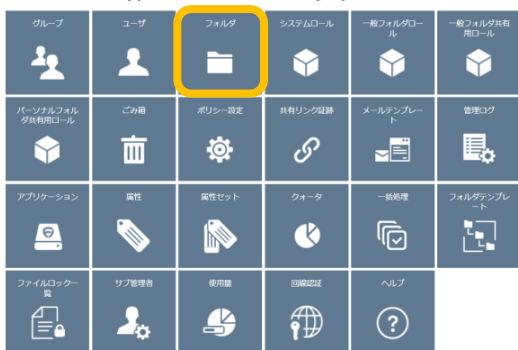 グループ
ユーザ
フォルダ
システムロール
一般フォルダロー
ル
一般フォルダ共有
用ロール
パーソナルフォル
ダ共有用ロール
ごみ箱
ポリシー設定
共有リンク証跡
メールテンプレー
ト
管理ログ
アプリケーション
属性
属性セット
クォータ
一括処理
フォルダテンプレ
ート
ファイルロック一
覧
サブ管理者
使用量
回線認証
ヘルプ